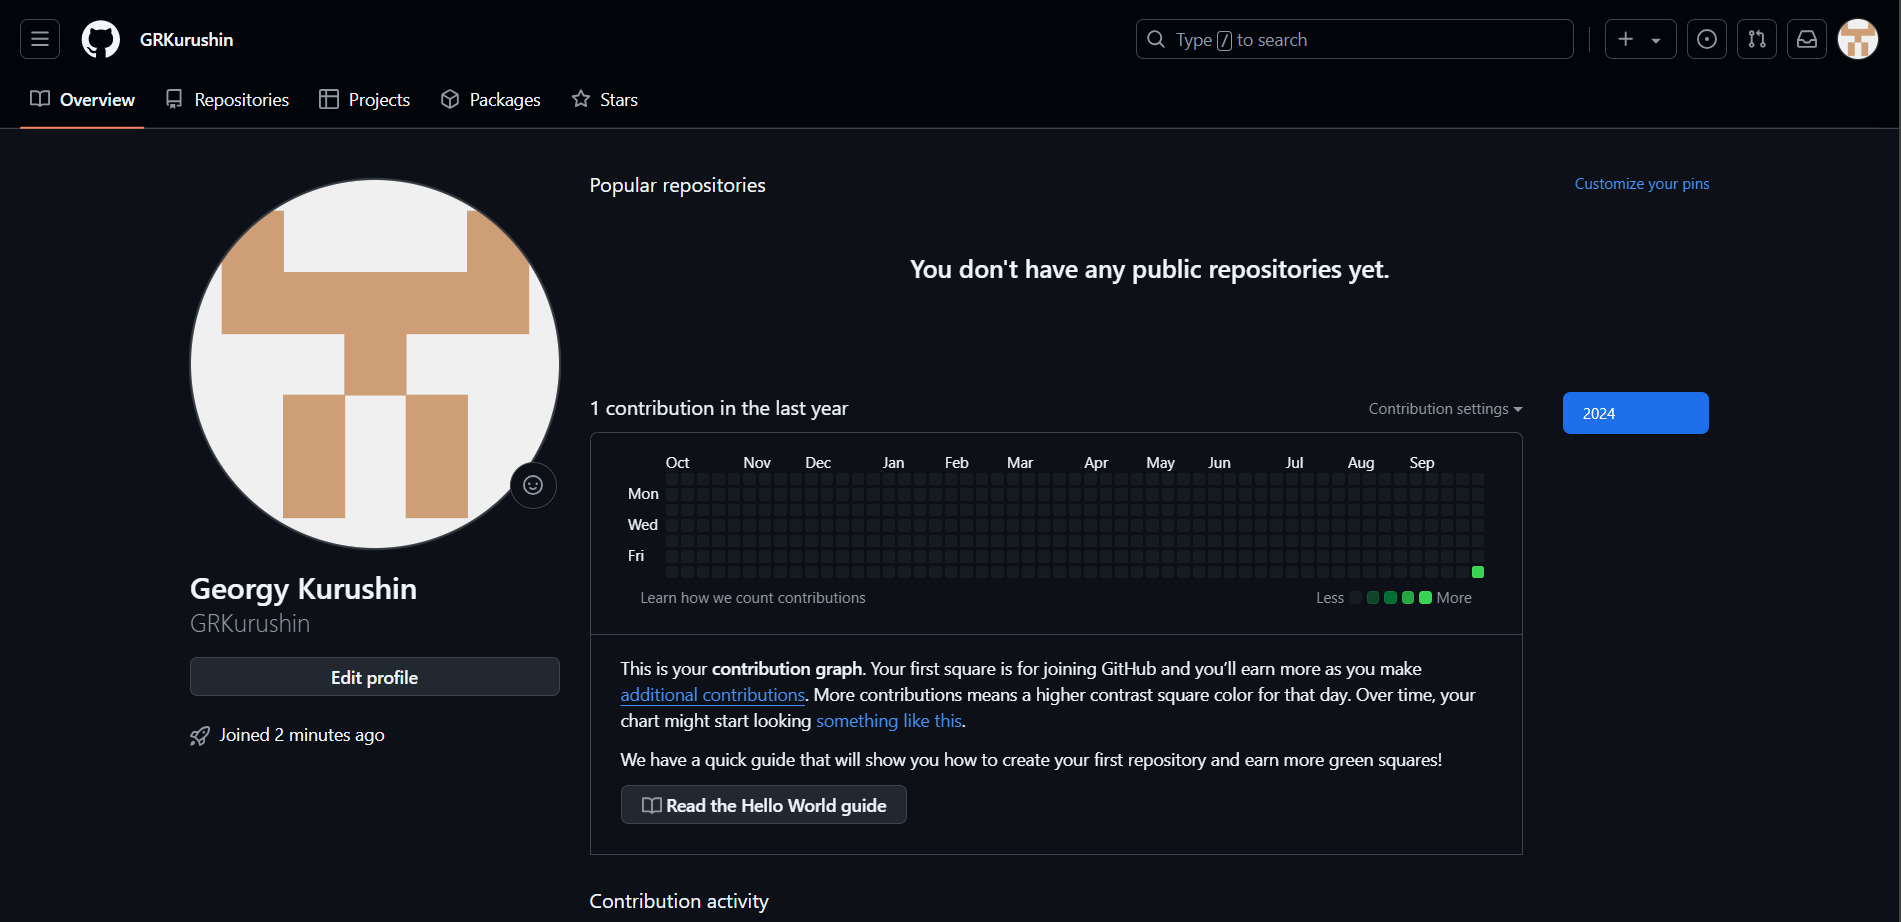 GRKurushin
Type / to search
Overview
Repositories
Projects
Packages
Stars
Popular repositories
Customize your pins
You don't have any public repositories yet.
1 contribution in the last year
Contribution settings
2024
Oct Nov Dec Jan Feb Mar Apr May Jun Jul Aug Sep
Mon
Wed
Fri
Learn how we count contributions
Less
More
Georgy Kurushin
GRKurushin
Edit profile
Joined 2 minutes ago
This is your contribution graph. Your first square is for joining GitHub and you’ll earn more as you make
additional contributions. More contributions means a higher contrast square color for that day. Over time, your
chart might start looking something like this.
We have a quick guide that will show you how to create your first repository and earn more green squares!
Read the Hello World guide
Contribution activity